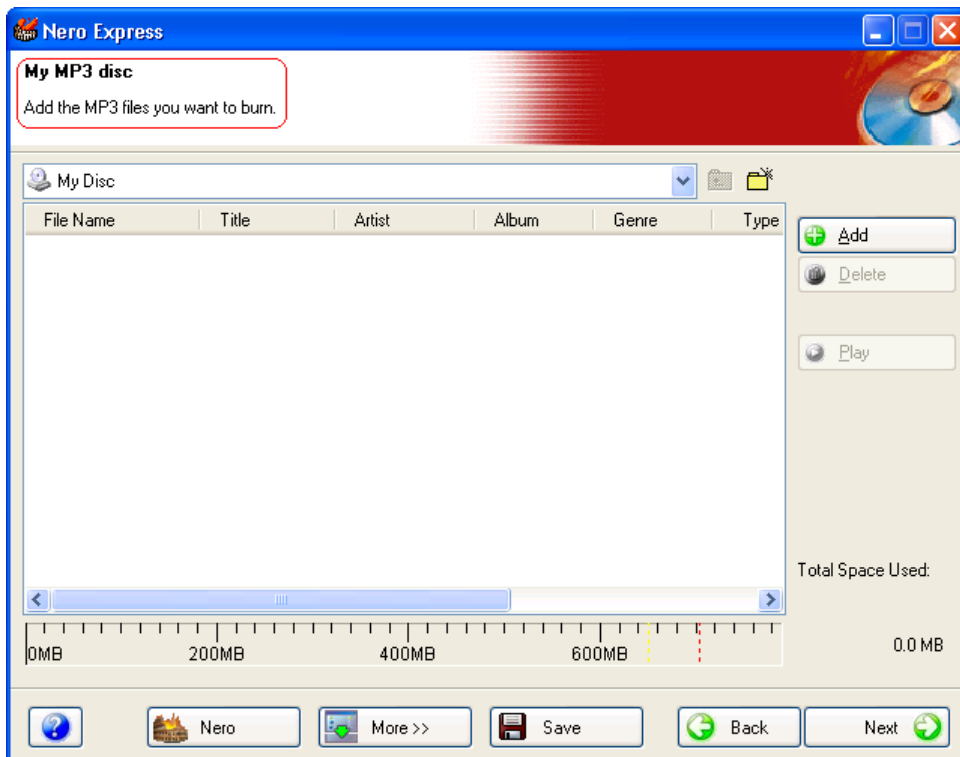 Nero Express
My MP3 disc
Add the MP3 files you want to burn.
My Disc
File Name Title Artist Album Genre Type
Add
Delete
Play
Total Space Used:
0MB 200MB 400MB 600MB
0.0 MB
Nero More >> Save Back Next